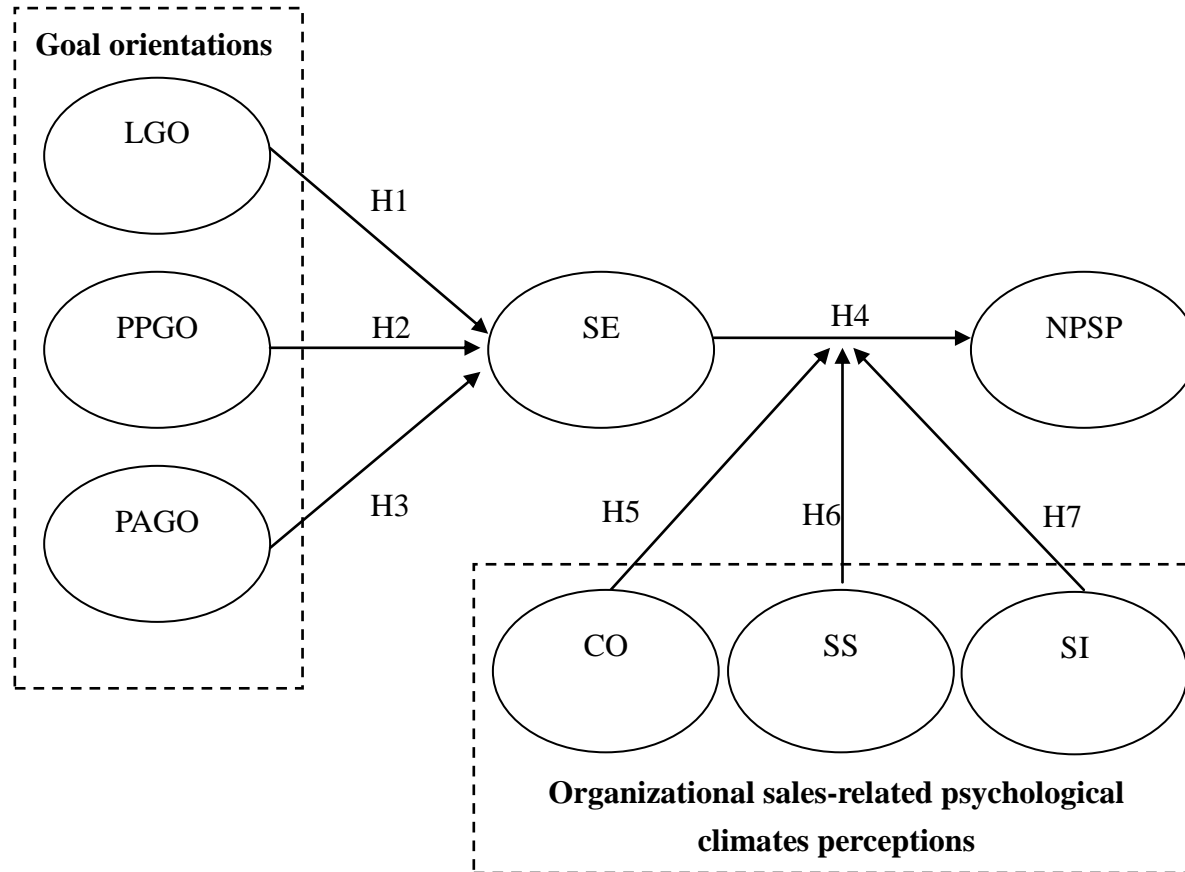 Goal orientations
LGO
H1
PPGO
H2
SE
H4
NPSP
PAGO
H3
H5
H6
H7
CO
SS
SI
Organizational sales-related psychological
climates perceptions